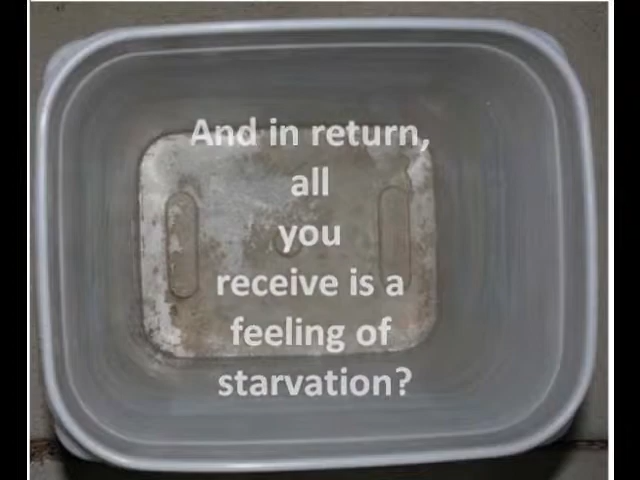 And in return,
all
you
receive is a
feeling of
starvation?